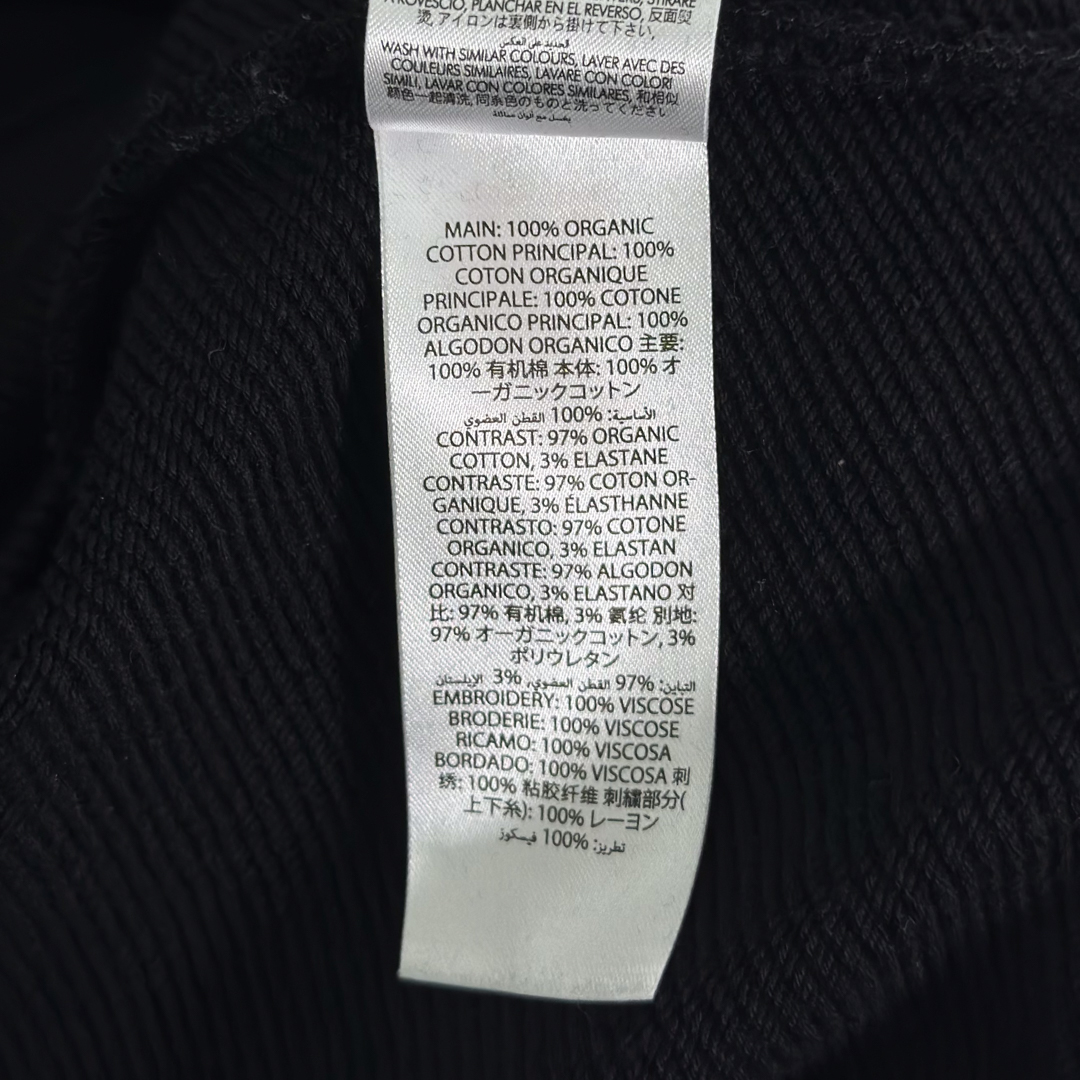 PLANCHAR EN EL REVERSO, 反面熨
烫, アイロンは裏側から掛けて下さい,
WASH WITH SIMILAR COLOURS, LAVER AVEC DES
COULEURS SIMILAIRES, LAVARE CON COLORI
SIMILI, LAVAR CON COLORES SIMILARES, 和相似
颜色一起清洗, 同系色のものと洗ってください
يغسل مع ألوان مماثلة
MAIN: 100% ORGANIC
COTTON PRINCIPAL: 100%
COTON ORGANIQUE
PRINCIPALE: 100% COTONE
ORGANICO PRINCIPAL: 100%
ALGODON ORGANICO 主要:
100% 有机棉 本体: 100% オ
ーガニックコットン
الأساسية: 100% القطن العضوي
CONTRAST: 97% ORGANIC
COTTON, 3% ELASTANE
CONTRASTE: 97% COTON OR-
GANIQUE, 3% ÉLASTHANNE
CONTRASTO: 97% COTONE
ORGANICO, 3% ELASTAN
CONTRASTE: 97% ALGODON
ORGANICO, 3% ELASTANO 对
比: 97% 有机棉, 3% 氨纶 別地:
97% オーガニックコットン, 3%
ポリウレタン
التباين: 97% القطن العضوي، 3% الإيلستان
EMBROIDERY: 100% VISCOSE
BRODERIE: 100% VISCOSE
RICAMO: 100% VISCOSA
BORDADO: 100% VISCOSA 刺
绣: 100% 粘胶纤维 刺繍部分(
上下糸): 100% レーヨン
تطريز: 100% فيسكوز